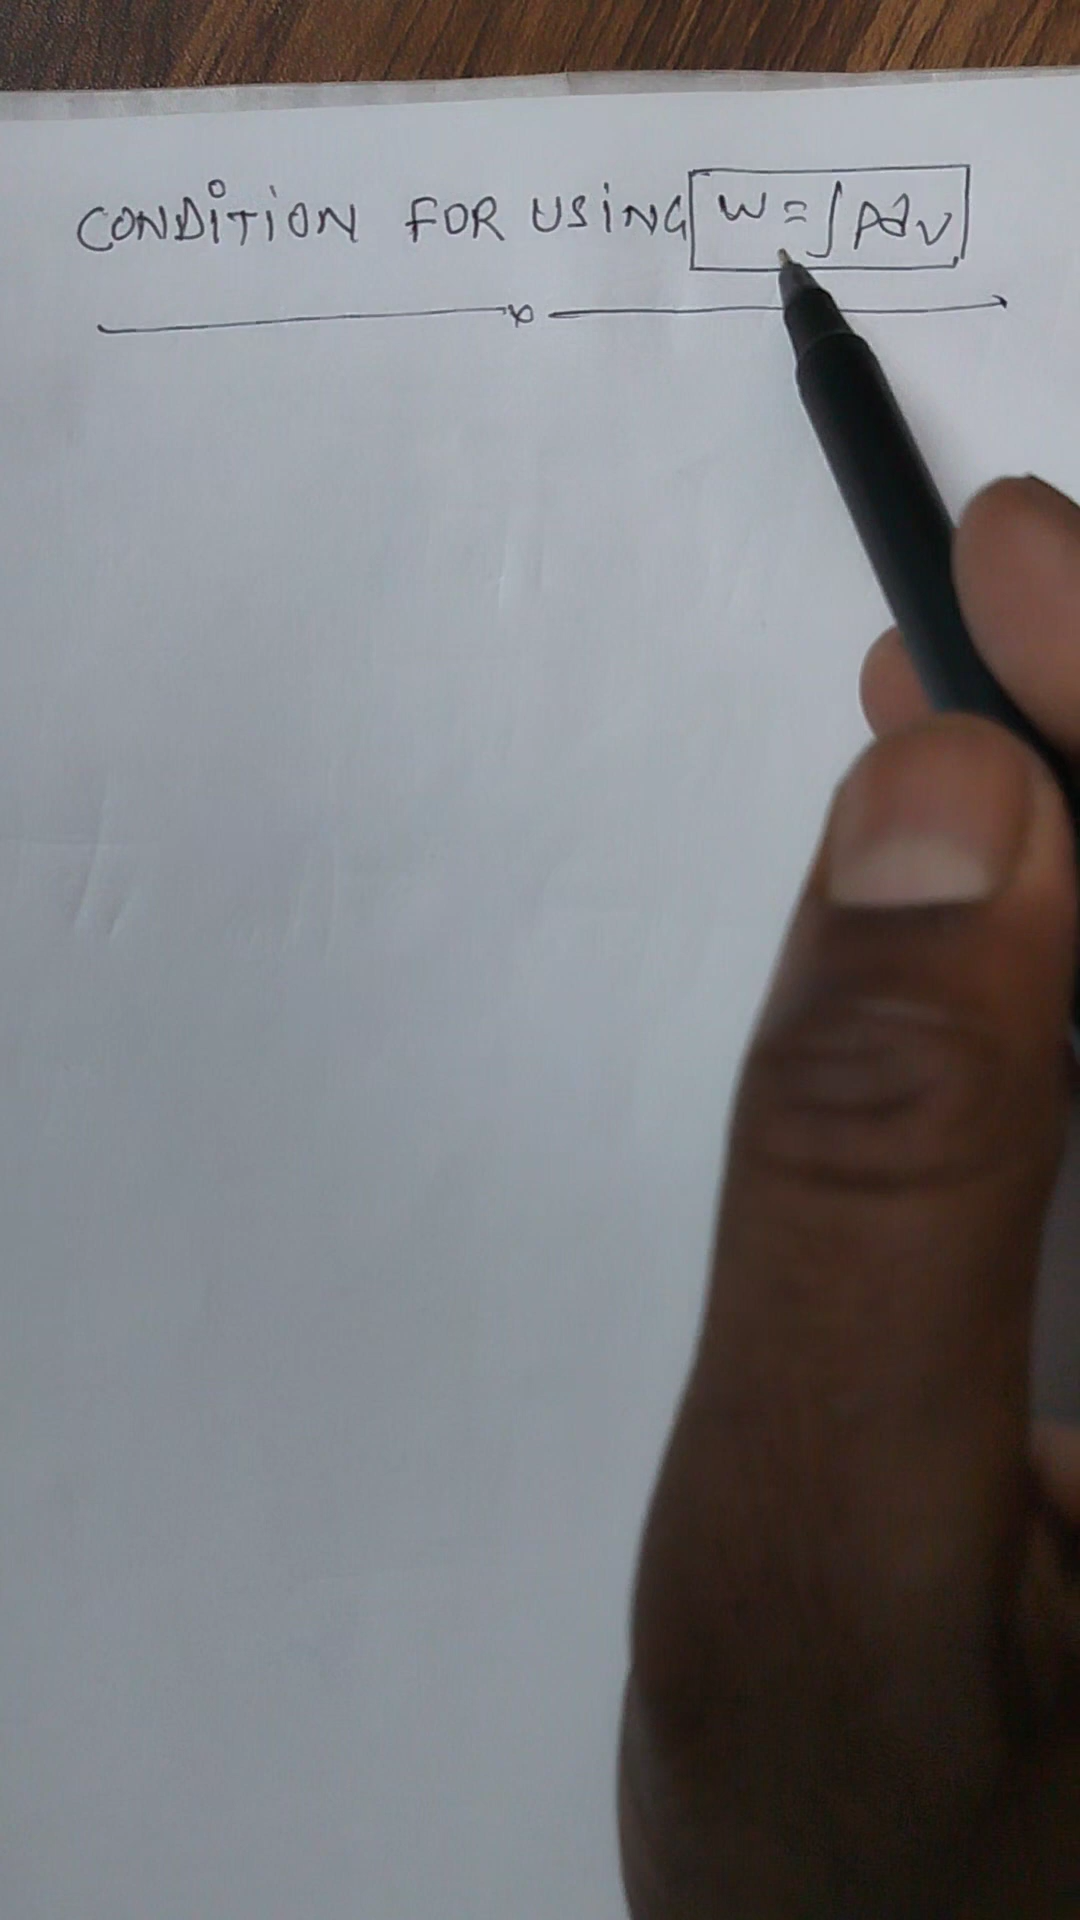 CONDITION FOR USING W = ∫ pdv